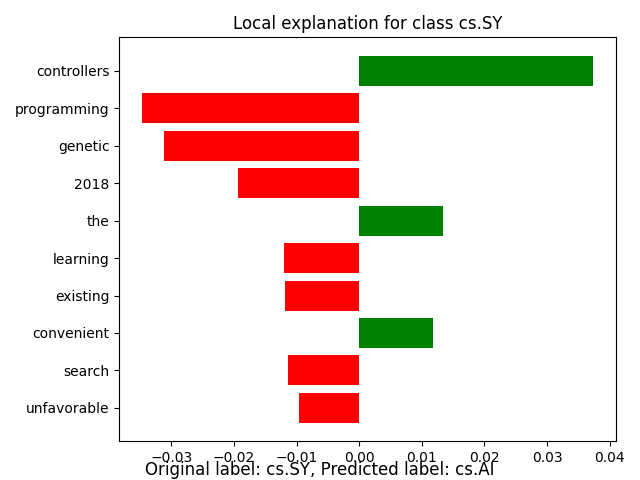 Local explanation for class cs.SY
controllers
programming
genetic
2018
the
learning
existing
convenient
search
unfavorable
−0.03 −0.02 −0.01 0.00 0.01 0.02 0.03 0.04
Original label: cs.SY, Predicted label: cs.AI